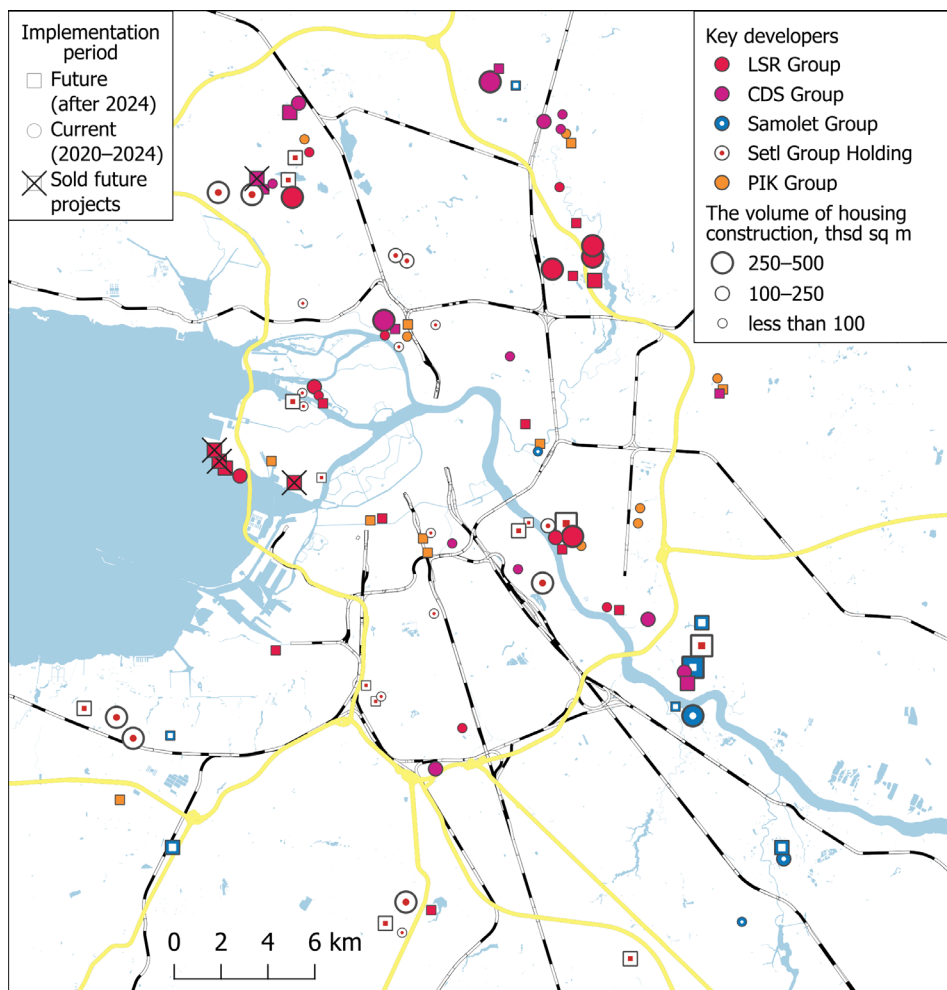 Implementation
period
Future
(after 2024)
Current
(2020–2024)
Sold future
projects
Key developers
LSR Group
CDS Group
Samolet Group
Setl Group Holding
PIK Group
The volume of housing
construction, thsd sq m
250–500
100–250
less than 100
0 2 4 6 km